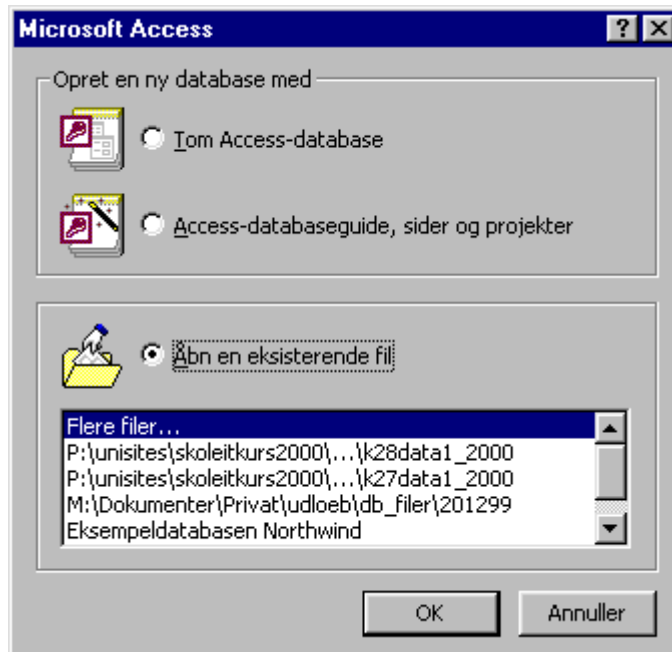 Microsoft Access
Opret en ny database med
Tom Access-database
Access-databaseguide, sider og projekter
Åbn en eksisterende fil
Flere filer...
P:\unisites\skoleitkurs2000\...\k28data1_2000
P:\unisites\skoleitkurs2000\...\k27data1_2000
M:\Dokumenter\Privat\udloeb\db_filer\201299
Eksempeldatabasen Northwind
OK Annuller